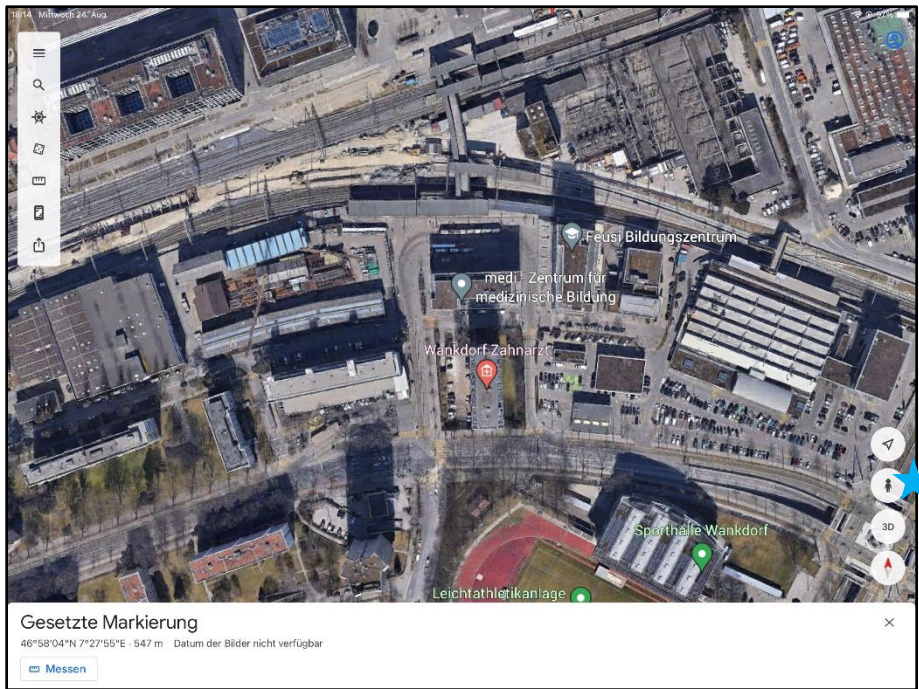 18:14 Mittwoch 24. Aug.
97%
Feusi Bildungszentrum
medi - Zentrum für
medizinische Bildung
Wankdorf Zahnarzt
3D
Sporthalle Wankdorf
Leichtathletikanlage
Gesetzte Markierung
46°58'04"N 7°27'55"E · 547 m Datum der Bilder nicht verfügbar
Messen